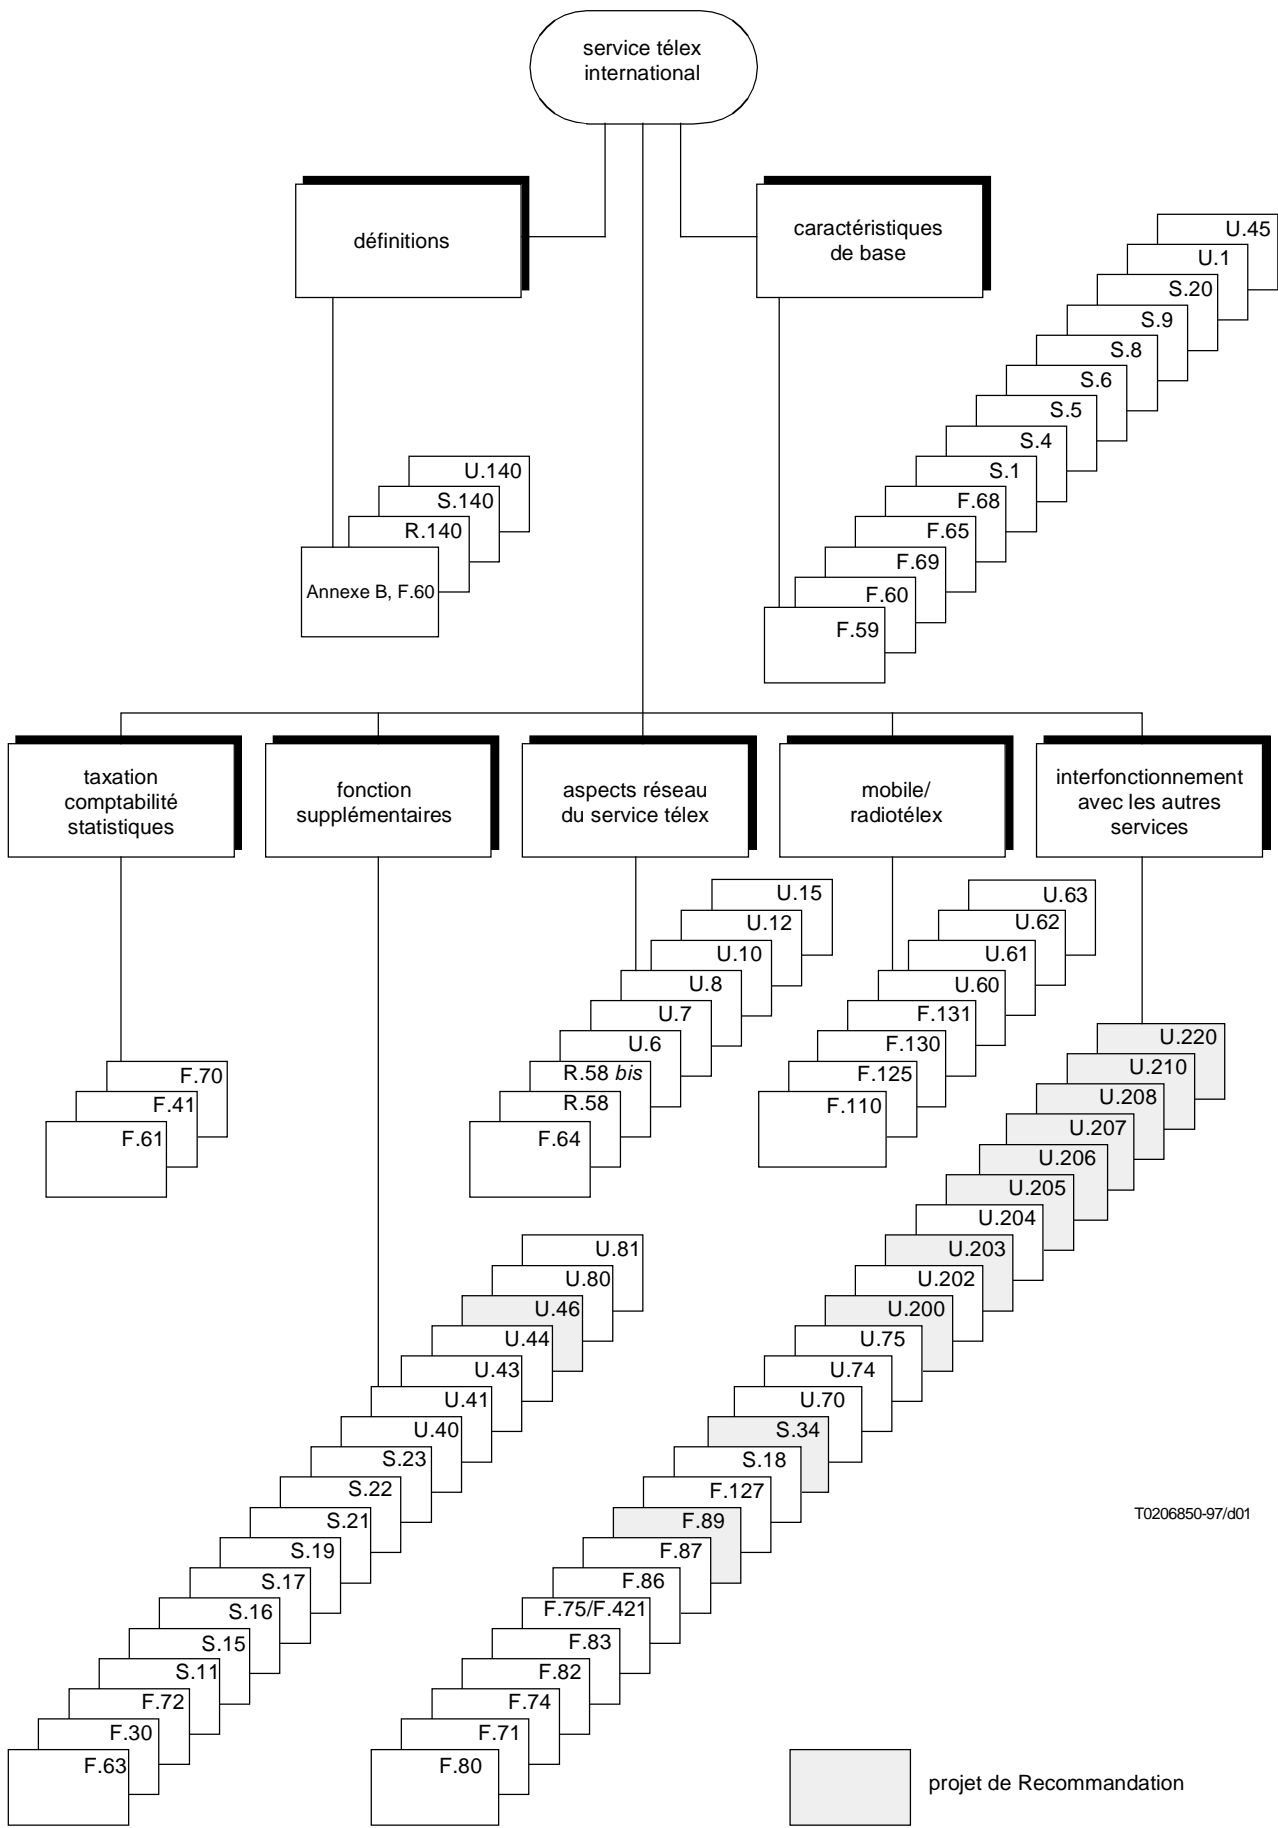 service télex
international
définitions
caractéristiques
de base
U.45
U.1
S.20
S.9
S.8
S.6
S.5
S.4
S.1
F.68
F.65
F.69
F.60
F.59
U.140
S.140
R.140
Annexe B, F.60
taxation
comptabilité
statistiques
fonction
supplémentaires
aspects réseau
du service télex
mobile/
radiotélex
interfonctionnement
avec les autres
services
F.70
F.41
F.61
U.81
U.80
U.46
U.44
U.43
U.41
U.40
S.23
S.22
S.21
S.19
S.17
S.16
S.15
S.11
F.72
F.30
F.63
U.15
U.12
U.10
U.8
U.7
U.6
R.58 bis
R.58
F.64
U.63
U.62
U.61
U.60
F.131
F.130
F.125
F.110
U.220
U.210
U.208
U.207
U.206
U.205
U.204
U.203
U.202
U.200
U.75
U.74
U.70
S.34
S.18
F.127
F.89
F.87
F.86
F.75/F.421
F.83
F.82
F.74
F.71
F.80
T0206850-97/d01
projet de Recommandation